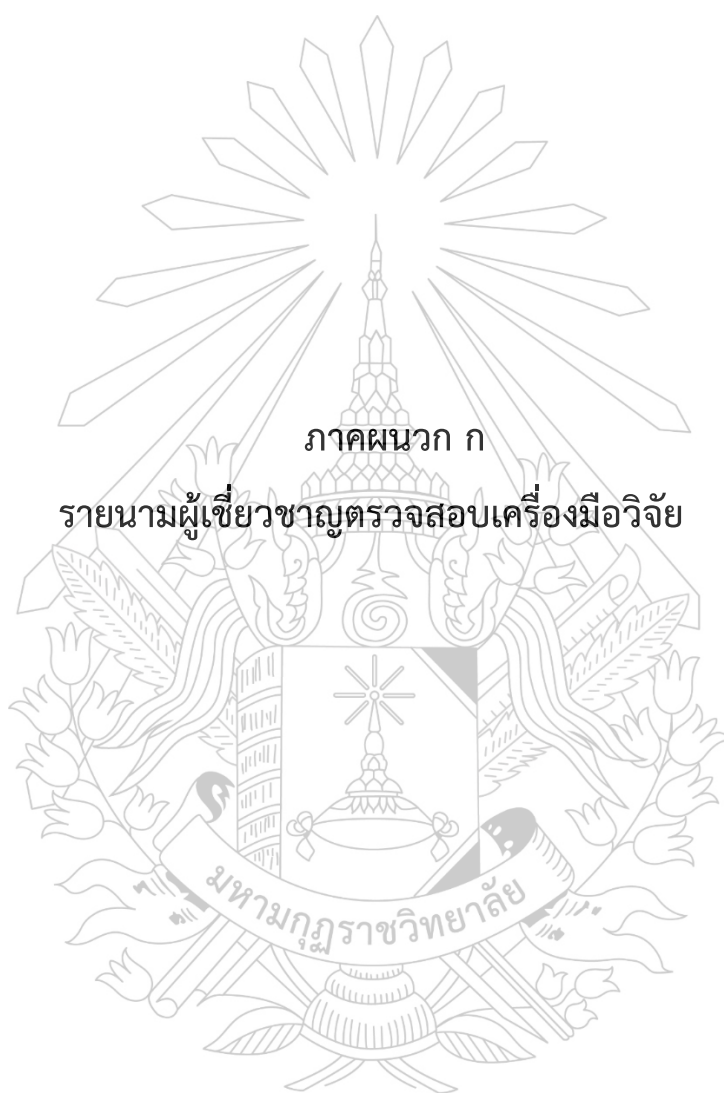 ภาคผนวก ก
รายนามผู้เชี่ยวชาญตรวจสอบเครื่องมือวิจัย
มหามกุฏราชวิทยาลัย